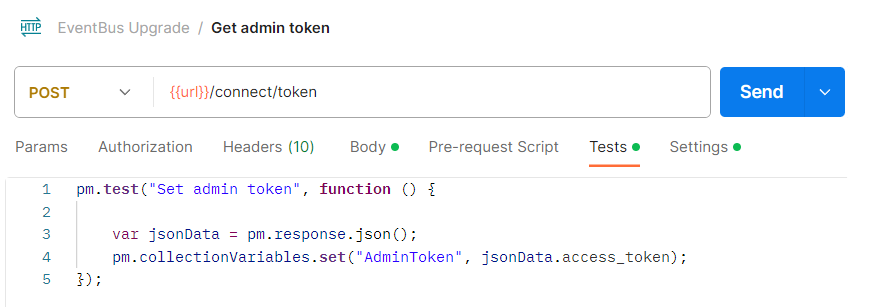 HTTP EventBus Upgrade / Get admin token
POST {{url}}/connect/token Send
Params Authorization Headers (10) Body Pre-request Script Tests Settings
1 pm.test("Set admin token", function () {
2
3 var jsonData = pm.response.json();
4 pm.collectionVariables.set("AdminToken", jsonData.access_token);
5 });